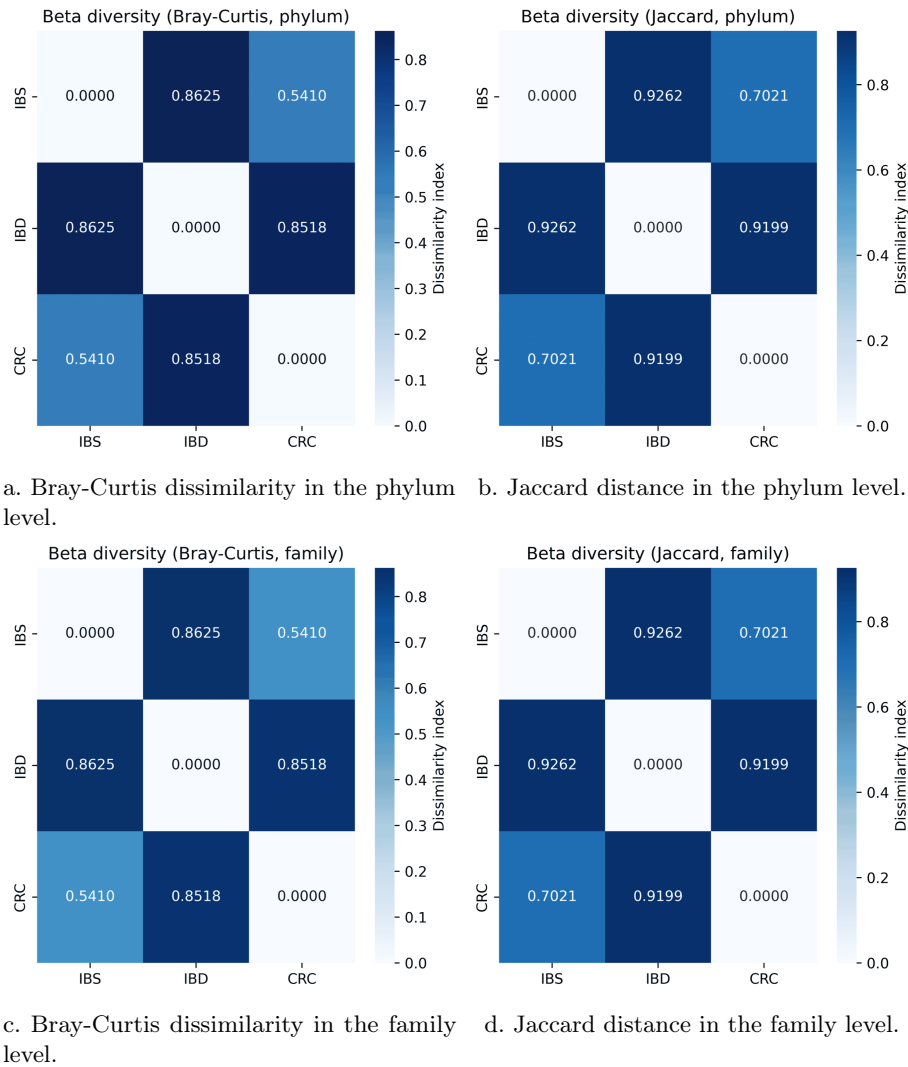 Beta diversity (Bray-Curtis, phylum)
IBS
0.0000 0.8625 0.5410
IBD
0.8625 0.0000 0.8518
CRC
0.5410 0.8518 0.0000
IBS IBD CRC
0.8
0.7
0.6
0.5
0.4
0.3
0.2
0.1
0.0
Dissimilarity index
Beta diversity (Jaccard, phylum)
IBS
0.0000 0.9262 0.7021
IBD
0.9262 0.0000 0.9199
CRC
0.7021 0.9199 0.0000
IBS IBD CRC
0.8
0.6
0.4
0.2
0.0
Dissimilarity index
a. Bray-Curtis dissimilarity in the phylum
level.
b. Jaccard distance in the phylum level.
Beta diversity (Bray-Curtis, family)
IBS
0.0000 0.8625 0.5410
IBD
0.8625 0.0000 0.8518
CRC
0.5410 0.8518 0.0000
IBS IBD CRC
0.8
0.7
0.6
0.5
0.4
0.3
0.2
0.1
0.0
Dissimilarity index
Beta diversity (Jaccard, family)
IBS
0.0000 0.9262 0.7021
IBD
0.9262 0.0000 0.9199
CRC
0.7021 0.9199 0.0000
IBS IBD CRC
0.8
0.6
0.4
0.2
0.0
Dissimilarity index
c. Bray-Curtis dissimilarity in the family
level.
d. Jaccard distance in the family level.